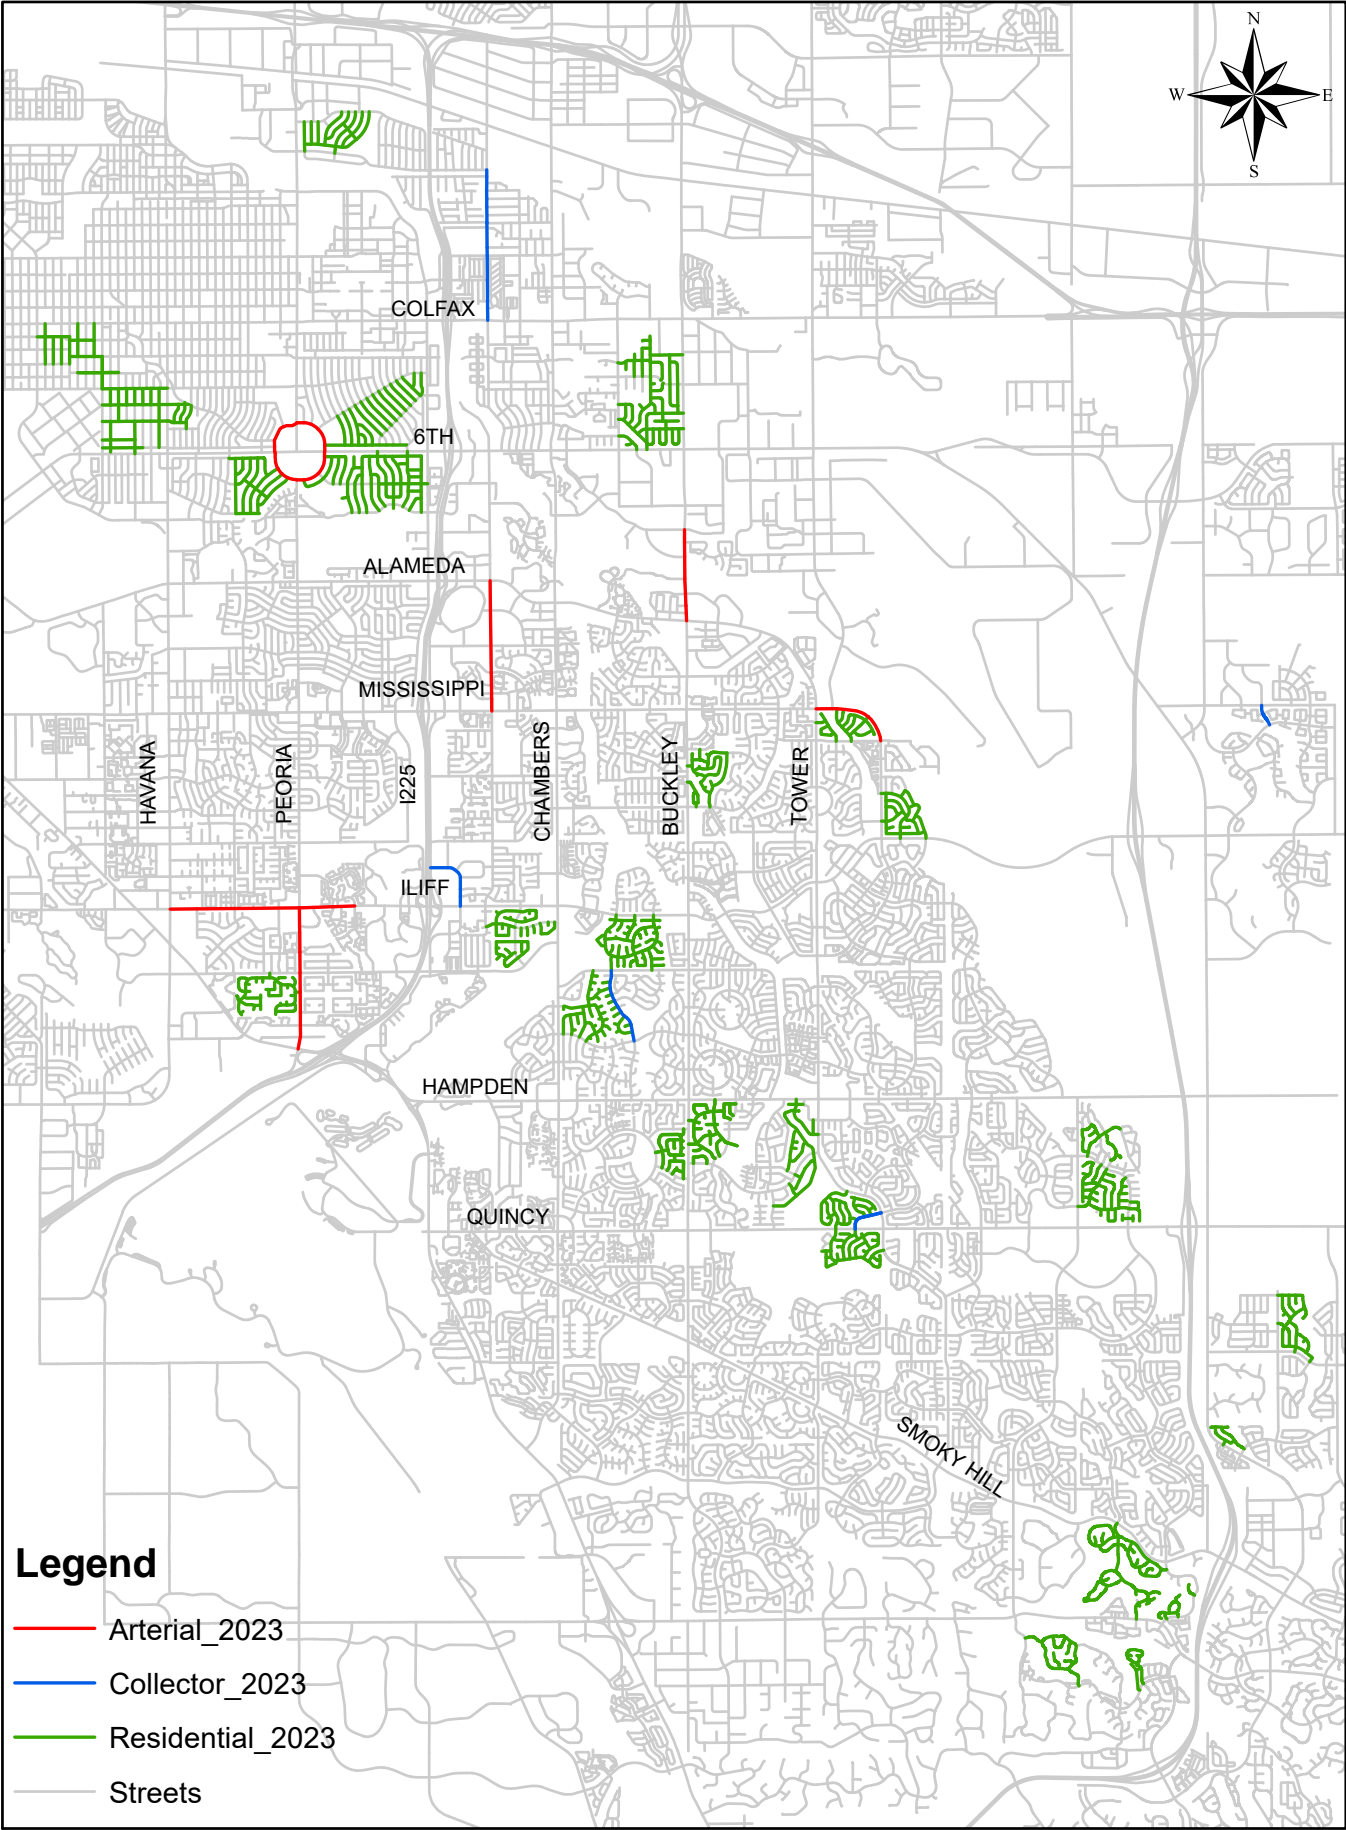 N
W
E
S
COLFAX
6TH
ALAMEDA
MISSISSIPPI
HAVANA
PEORIA
I225
CHAMBERS
BUCKLEY
TOWER
ILIFF
HAMPDEN
QUINCY
SMOKY HILL
Legend
Arterial_2023
Collector_2023
Residential_2023
Streets